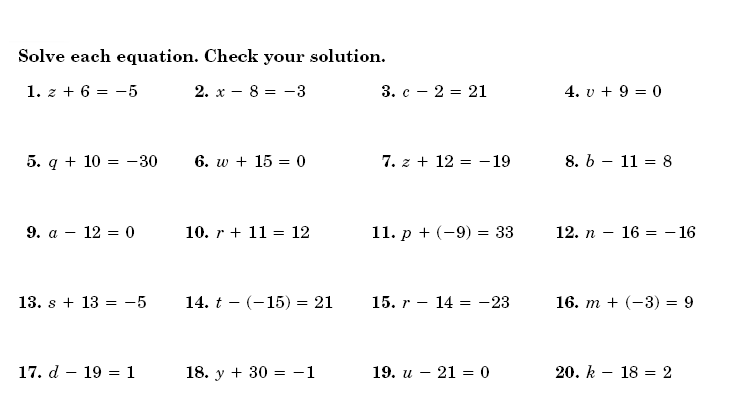 Solve each equation. Check your solution.
1. z + 6 = −5 2. x − 8 = −3 3. c − 2 = 21 4. v + 9 = 0
5. q + 10 = −30 6. w + 15 = 0 7. z + 12 = −19 8. b − 11 = 8
9. a − 12 = 0 10. r + 11 = 12 11. p + (−9) = 33 12. n − 16 = −16
13. s + 13 = −5 14. t − (−15) = 21 15. r − 14 = −23 16. m + (−3) = 9
17. d − 19 = 1 18. y + 30 = −1 19. u − 21 = 0 20. k − 18 = 2